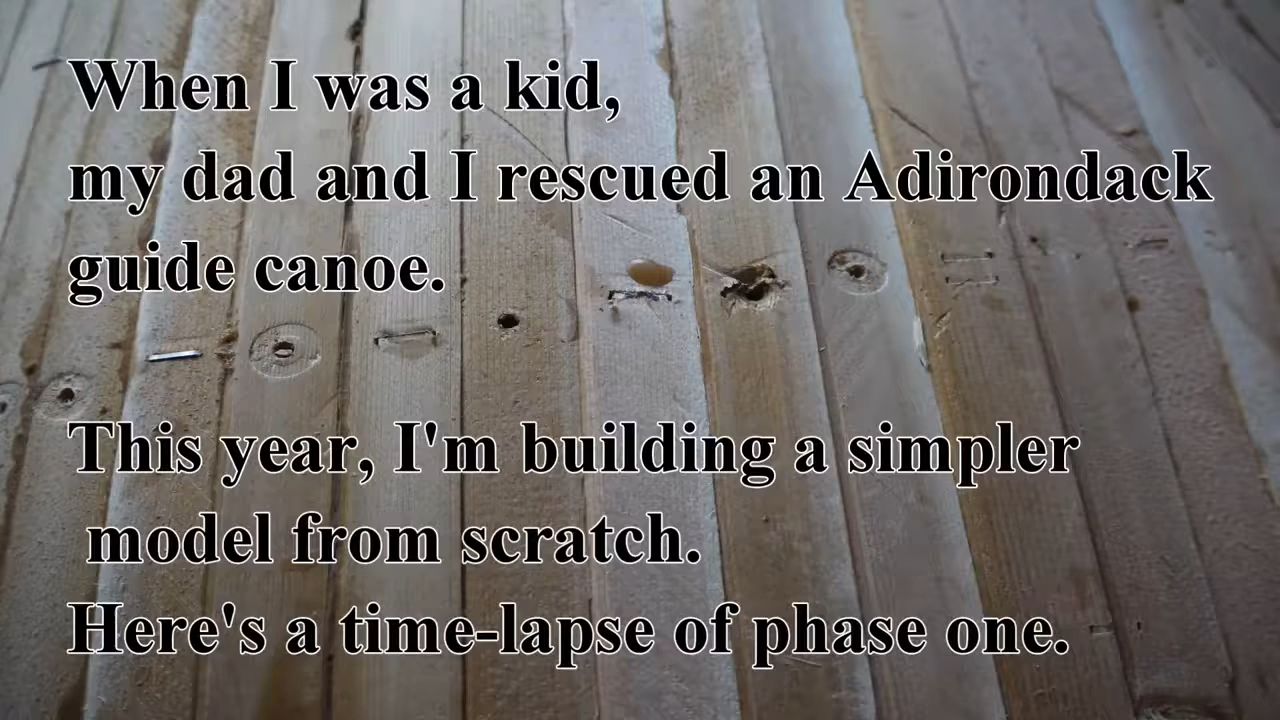 When I was a kid,
my dad and I rescued an Adirondack
guide canoe.
This year, I'm building a simpler
model from scratch.
Here's a time-lapse of phase one.